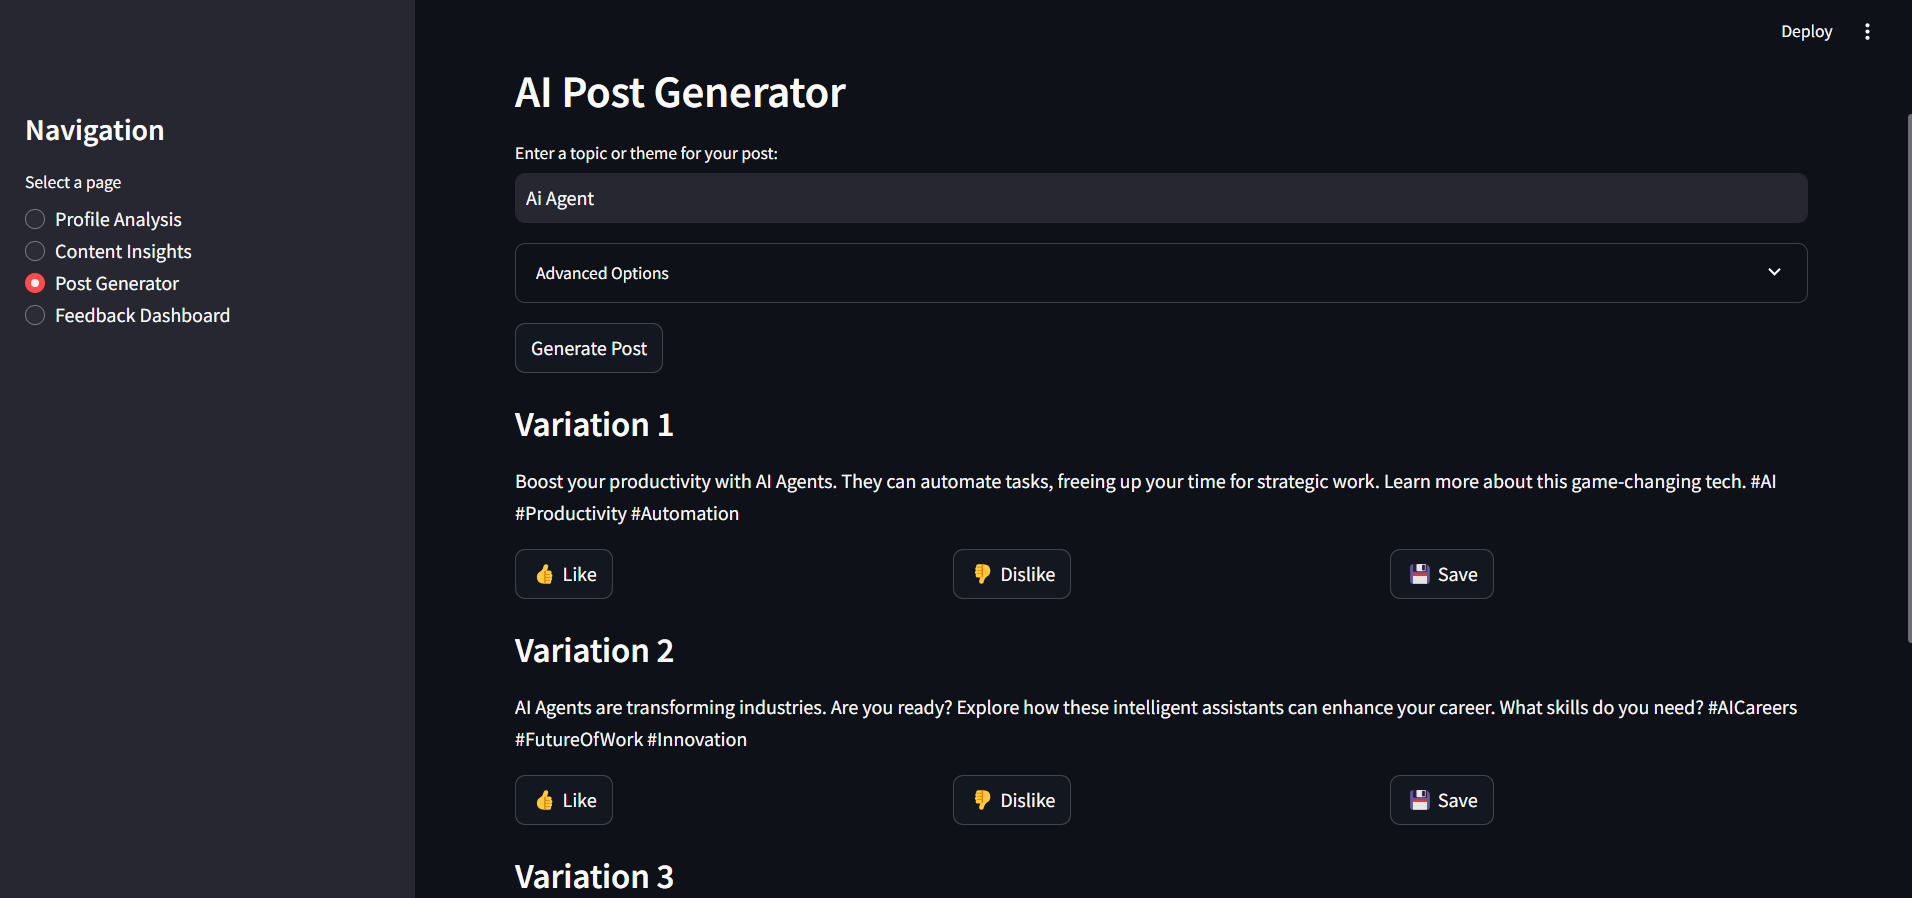 Deploy
Navigation
Select a page
Profile Analysis
Content Insights
Post Generator
Feedback Dashboard
AI Post Generator
Enter a topic or theme for your post:
Ai Agent
Advanced Options
Generate Post
Variation 1
Boost your productivity with AI Agents. They can automate tasks, freeing up your time for strategic work. Learn more about this game-changing tech. #AI
#Productivity #Automation
👍 Like
👎 Dislike
💾 Save
Variation 2
AI Agents are transforming industries. Are you ready? Explore how these intelligent assistants can enhance your career. What skills do you need? #AICareers
#FutureOfWork #Innovation
👍 Like
👎 Dislike
💾 Save
Variation 3